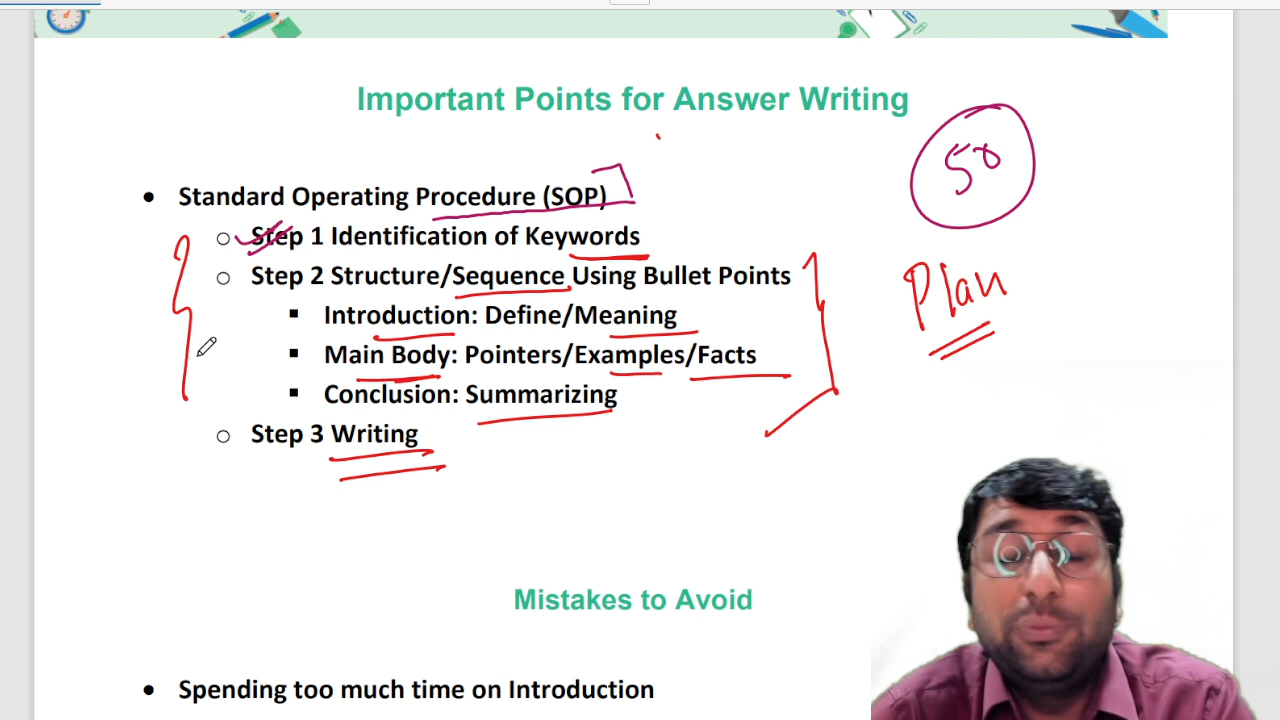 Important Points for Answer Writing
50
• Standard Operating Procedure (SOP)
○ Step 1 Identification of Keywords
○ Step 2 Structure/Sequence Using Bullet Points
Plan
▪ Introduction: Define/Meaning
▪ Main Body: Pointers/Examples/Facts
▪ Conclusion: Summarizing
○ Step 3 Writing
Mistakes to Avoid
• Spending too much time on Introduction